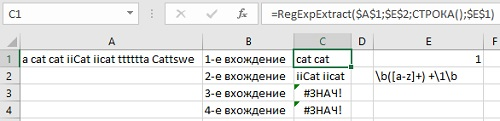 C1 =RegExpExtract($A$1;$E$2;СТРОКА();$E$1)
A B C D E F
1 a cat cat iiCat iicat tttttta Cattswe 1-е вхождение cat cat 1
2 2-е вхождение iiCat iicat \b([a-z]+) +\1\b
3 3-е вхождение #ЗНАЧ!
4 4-е вхождение #ЗНАЧ!